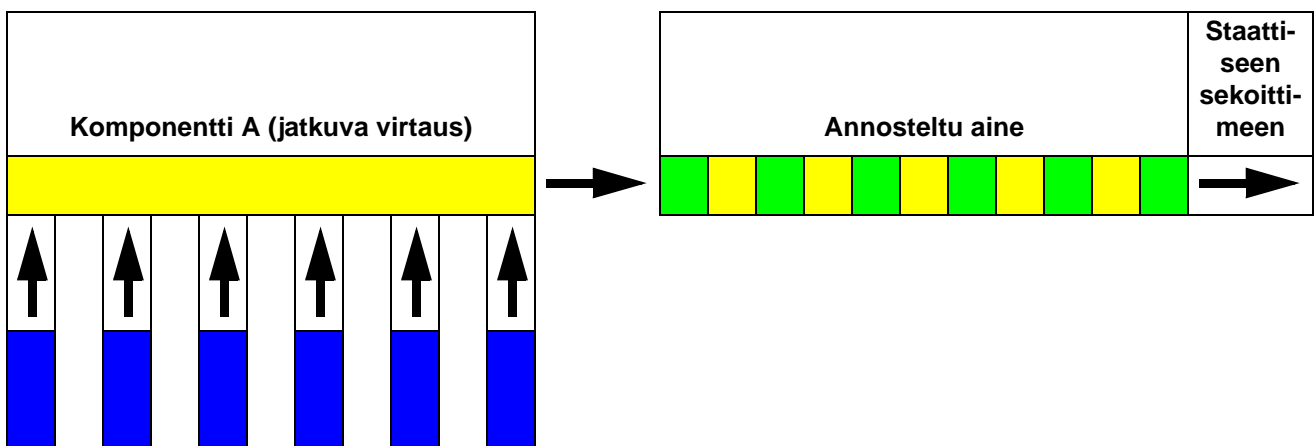 Komponentti A (jatkuva virtaus)
Annosteltu aine
Staatti-
seen
sekoitti-
meen